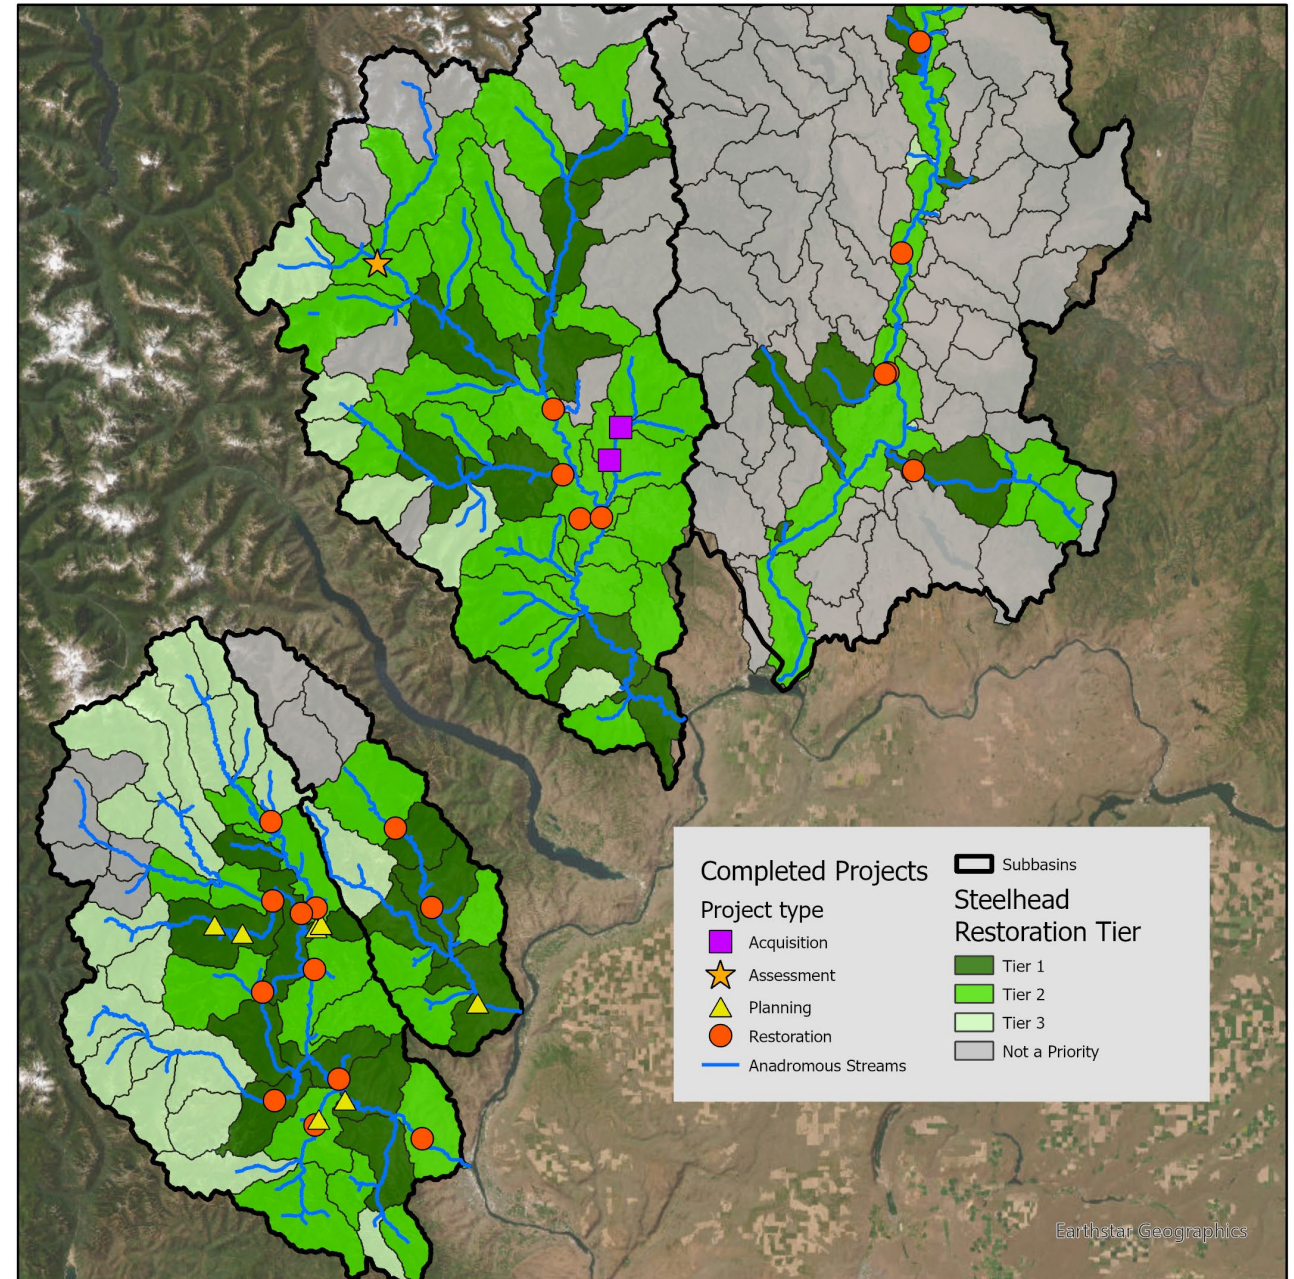 Completed Projects
Project type
Acquisition
Assessment
Planning
Restoration
Anadromous Streams
Subbasins
Steelhead
Restoration Tier
Tier 1
Tier 2
Tier 3
Not a Priority
Earthstar Geographics